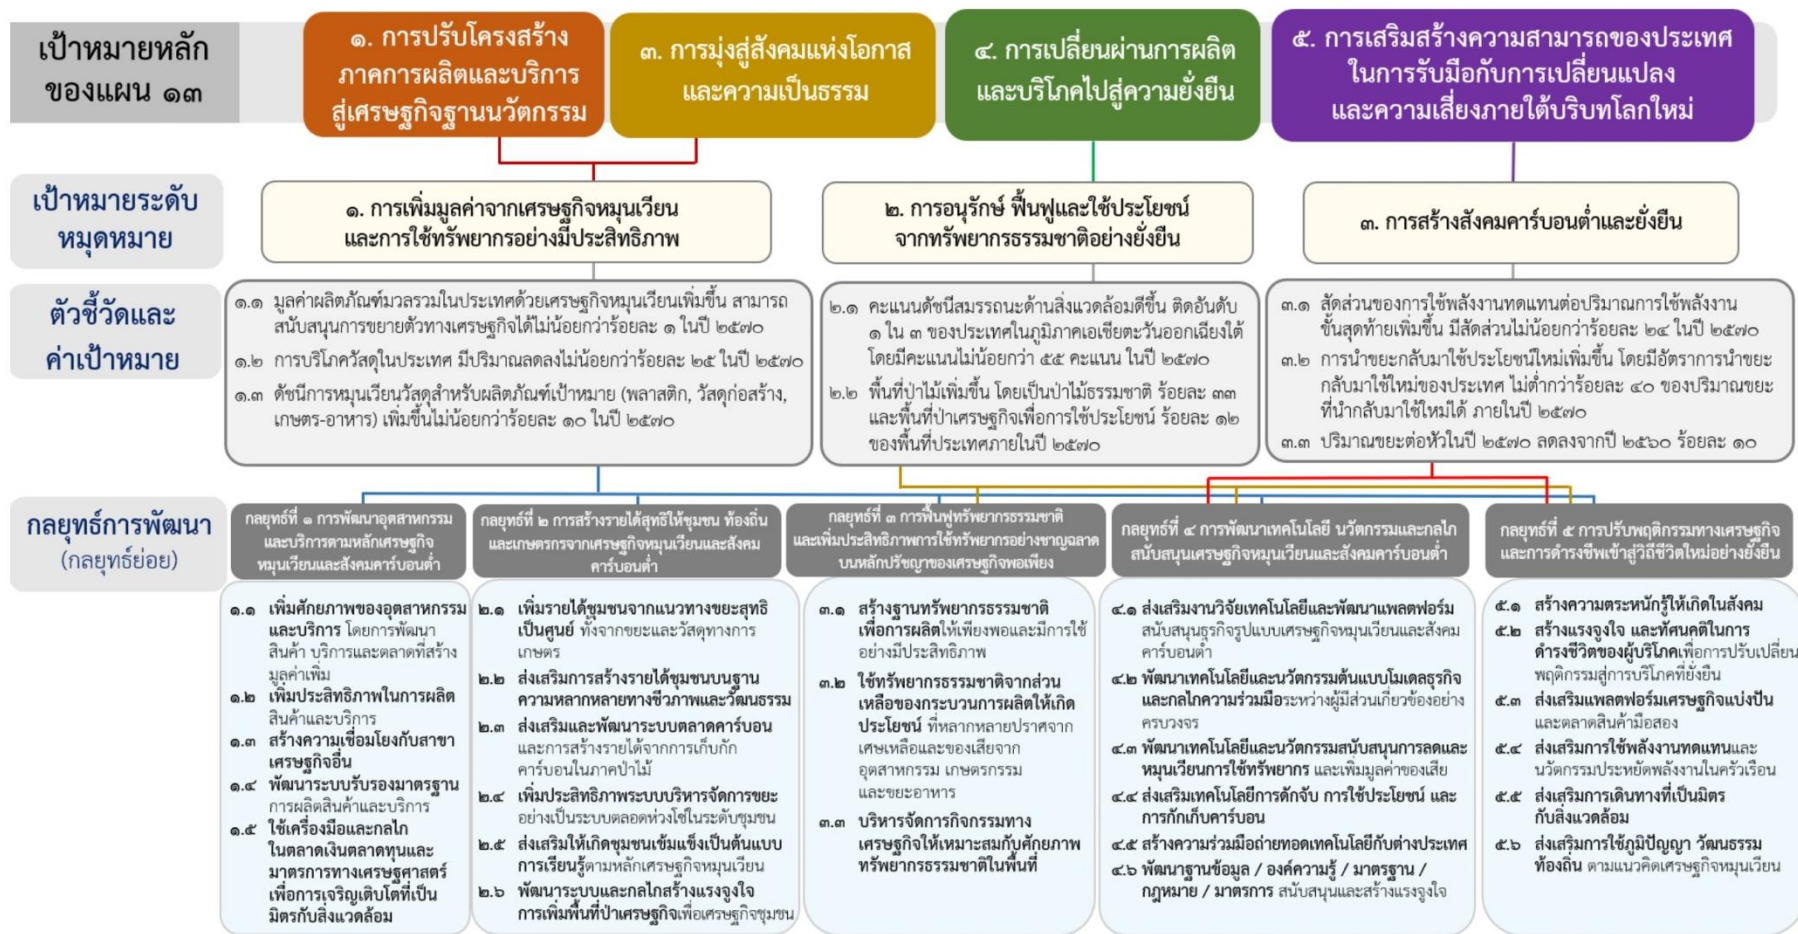 เป้าหมายหลัก
ของแผน ๑๓
๑. การปรับโครงสร้าง
ภาคการผลิตและบริการ
สู่เศรษฐกิจฐานนวัตกรรม
๓. การมุ่งสู่สังคมแห่งโอกาส
และความเป็นธรรม
๔. การเปลี่ยนผ่านการผลิต
และบริโภคไปสู่ความยั่งยืน
๕. การเสริมสร้างความสามารถของประเทศ
ในการรับมือกับการเปลี่ยนแปลง
และความเสี่ยงภายใต้บริบทโลกใหม่
เป้าหมายระดับ
หมุดหมาย
๑. การเพิ่มมูลค่าจากเศรษฐกิจหมุนเวียน
และการใช้ทรัพยากรอย่างมีประสิทธิภาพ
๒. การอนุรักษ์ ฟื้นฟูและใช้ประโยชน์
จากทรัพยากรธรรมชาติอย่างยั่งยืน
๓. การสร้างสังคมคาร์บอนต่ำและยั่งยืน
ตัวชี้วัดและ
ค่าเป้าหมาย
๑.๑ มูลค่าผลิตภัณฑ์มวลรวมในประเทศด้วยเศรษฐกิจหมุนเวียนเพิ่มขึ้น สามารถ
สนับสนุนการขยายตัวทางเศรษฐกิจได้ไม่น้อยกว่าร้อยละ ๑ ในปี ๒๕๗๐
๑.๒ การบริโภควัสดุในประเทศ มีปริมาณลดลงไม่น้อยกว่าร้อยละ ๒๕ ในปี ๒๕๗๐
๑.๓ ดัชนีการหมุนเวียนวัสดุสำหรับผลิตภัณฑ์เป้าหมาย (พลาสติก, วัสดุก่อสร้าง,
เกษตร-อาหาร) เพิ่มขึ้นไม่น้อยกว่าร้อยละ ๑๐ ในปี ๒๕๗๐
๒.๑ คะแนนดัชนีสมรรถนะด้านสิ่งแวดล้อมดีขึ้น ติดอันดับ
๑ ใน ๓ ของประเทศในภูมิภาคเอเชียตะวันออกเฉียงใต้
โดยมีคะแนนไม่น้อยกว่า ๕๕ คะแนน ในปี ๒๕๗๐
๒.๒ พื้นที่ป่าไม้เพิ่มขึ้น โดยเป็นป่าไม้ธรรมชาติ ร้อยละ ๓๓
และพื้นที่ป่าเศรษฐกิจเพื่อการใช้ประโยชน์ ร้อยละ ๑๒
ของพื้นที่ประเทศภายในปี ๒๕๗๐
๓.๑ สัดส่วนของการใช้พลังงานทดแทนต่อปริมาณการใช้พลังงาน
ขั้นสุดท้ายเพิ่มขึ้น มีสัดส่วนไม่น้อยกว่าร้อยละ ๒๔ ในปี ๒๕๗๐
๓.๒ การนำขยะกลับมาใช้ประโยชน์ใหม่เพิ่มขึ้น โดยมีอัตราการนำขยะ
กลับมาใช้ใหม่ของประเทศ ไม่ต่ำกว่าร้อยละ ๔๐ ของปริมาณขยะ
ที่นำกลับมาใช้ใหม่ได้ ภายในปี ๒๕๗๐
๓.๓ ปริมาณขยะต่อหัวในปี ๒๕๗๐ ลดลงจากปี ๒๕๖๐ ร้อยละ ๑๐
กลยุทธ์การพัฒนา
(กลยุทธ์ย่อย)
กลยุทธ์ที่ ๑ การพัฒนาอุตสาหกรรม
และบริการตามหลักเศรษฐกิจ
หมุนเวียนและสังคมคาร์บอนต่ำ
๑.๑ เพิ่มศักยภาพของอุตสาหกรรม
และบริการ โดยการพัฒนา
สินค้า บริการและตลาดที่สร้าง
มูลค่าเพิ่ม
๑.๒ เพิ่มประสิทธิภาพในการผลิต
สินค้าและบริการ
๑.๓ สร้างความเชื่อมโยงกับสาขา
เศรษฐกิจอื่น
๑.๔ พัฒนาระบบรับรองมาตรฐาน
การผลิตสินค้าและบริการ
๑.๕ ใช้เครื่องมือและกลไก
ในตลาดเงินตลาดทุนและ
มาตรการทางเศรษฐศาสตร์
เพื่อการเจริญเติบโตที่เป็น
มิตรกับสิ่งแวดล้อม
กลยุทธ์ที่ ๒ การสร้างรายได้สุทธิให้ชุมชน ท้องถิ่น
และเกษตรกรจากเศรษฐกิจหมุนเวียนและสังคม
คาร์บอนต่ำ
๒.๑ เพิ่มรายได้ชุมชนจากแนวทางขยะสุทธิ
เป็นศูนย์ ทั้งจากขยะและวัสดุทางการ
เกษตร
๒.๒ ส่งเสริมการสร้างรายได้ชุมชนบนฐาน
ความหลากหลายทางชีวภาพและวัฒนธรรม
๒.๓ ส่งเสริมและพัฒนาระบบตลาดคาร์บอน
และการสร้างรายได้จากการเก็บกัก
คาร์บอนในภาคป่าไม้
๒.๔ เพิ่มประสิทธิภาพระบบบริหารจัดการขยะ
อย่างเป็นระบบตลอดห่วงโซ่ในระดับชุมชน
๒.๕ ส่งเสริมให้เกิดชุมชนเข้มแข็งเป็นต้นแบบ
การเรียนรู้ตามหลักเศรษฐกิจหมุนเวียน
๒.๖ พัฒนาระบบและกลไกสร้างแรงจูงใจ
การเพิ่มพื้นที่ป่าเศรษฐกิจเพื่อเศรษฐกิจชุมชน
กลยุทธ์ที่ ๓ การฟื้นฟูทรัพยากรธรรมชาติ
และเพิ่มประสิทธิภาพการใช้ทรัพยากรอย่างชาญฉลาด
บนหลักปรัชญาของเศรษฐกิจพอเพียง
๓.๑ สร้างฐานทรัพยากรธรรมชาติ
เพื่อการผลิตให้เพียงพอและมีการใช้
อย่างมีประสิทธิภาพ
๓.๒ ใช้ทรัพยากรธรรมชาติจากส่วน
เหลือของกระบวนการผลิตให้เกิด
ประโยชน์ ที่หลากหลายปราศจาก
เศษเหลือและของเสียจาก
อุตสาหกรรม เกษตรกรรม
และขยะอาหาร
๓.๓ บริหารจัดการกิจกรรมทาง
เศรษฐกิจให้เหมาะสมกับศักยภาพ
ทรัพยากรธรรมชาติในพื้นที่
กลยุทธ์ที่ ๔ การพัฒนาเทคโนโลยี นวัตกรรมและกลไก
สนับสนุนเศรษฐกิจหมุนเวียนและสังคมคาร์บอนต่ำ
๔.๑ ส่งเสริมงานวิจัยเทคโนโลยีและพัฒนาแพลตฟอร์ม
สนับสนุนธุรกิจรูปแบบเศรษฐกิจหมุนเวียนและสังคม
คาร์บอนต่ำ
๔.๒ พัฒนาเทคโนโลยีและนวัตกรรมต้นแบบโมเดลธุรกิจ
และกลไกความร่วมมือระหว่างผู้มีส่วนเกี่ยวข้องอย่าง
ครบวงจร
๔.๓ พัฒนาเทคโนโลยีและนวัตกรรมสนับสนุนการลดและ
หมุนเวียนการใช้ทรัพยากร และเพิ่มมูลค่าของเสีย
๔.๔ ส่งเสริมเทคโนโลยีการดักจับ การใช้ประโยชน์ และ
การกักเก็บคาร์บอน
๔.๕ สร้างความร่วมมือถ่ายทอดเทคโนโลยีกับต่างประเทศ
๔.๖ พัฒนาฐานข้อมูล / องค์ความรู้ / มาตรฐาน /
กฎหมาย / มาตรการ สนับสนุนและสร้างแรงจูงใจ
กลยุทธ์ที่ ๕ การปรับพฤติกรรมทางเศรษฐกิจ
และการดำรงชีพเข้าสู่วิถีชีวิตใหม่อย่างยั่งยืน
๕.๑ สร้างความตระหนักรู้ให้เกิดในสังคม
๕.๒ สร้างแรงจูงใจ และทัศนคติในการ
ดำรงชีวิตของผู้บริโภคเพื่อการปรับเปลี่ยน
พฤติกรรมสู่การบริโภคที่ยั่งยืน
๕.๓ ส่งเสริมแพลตฟอร์มเศรษฐกิจแบ่งปัน
และตลาดสินค้ามือสอง
๕.๔ ส่งเสริมการใช้พลังงานทดแทนและ
นวัตกรรมประหยัดพลังงานในครัวเรือน
๕.๕ ส่งเสริมการเดินทางที่เป็นมิตร
กับสิ่งแวดล้อม
๕.๖ ส่งเสริมการใช้ภูมิปัญญา วัฒนธรรม
ท้องถิ่น ตามแนวคิดเศรษฐกิจหมุนเวียน